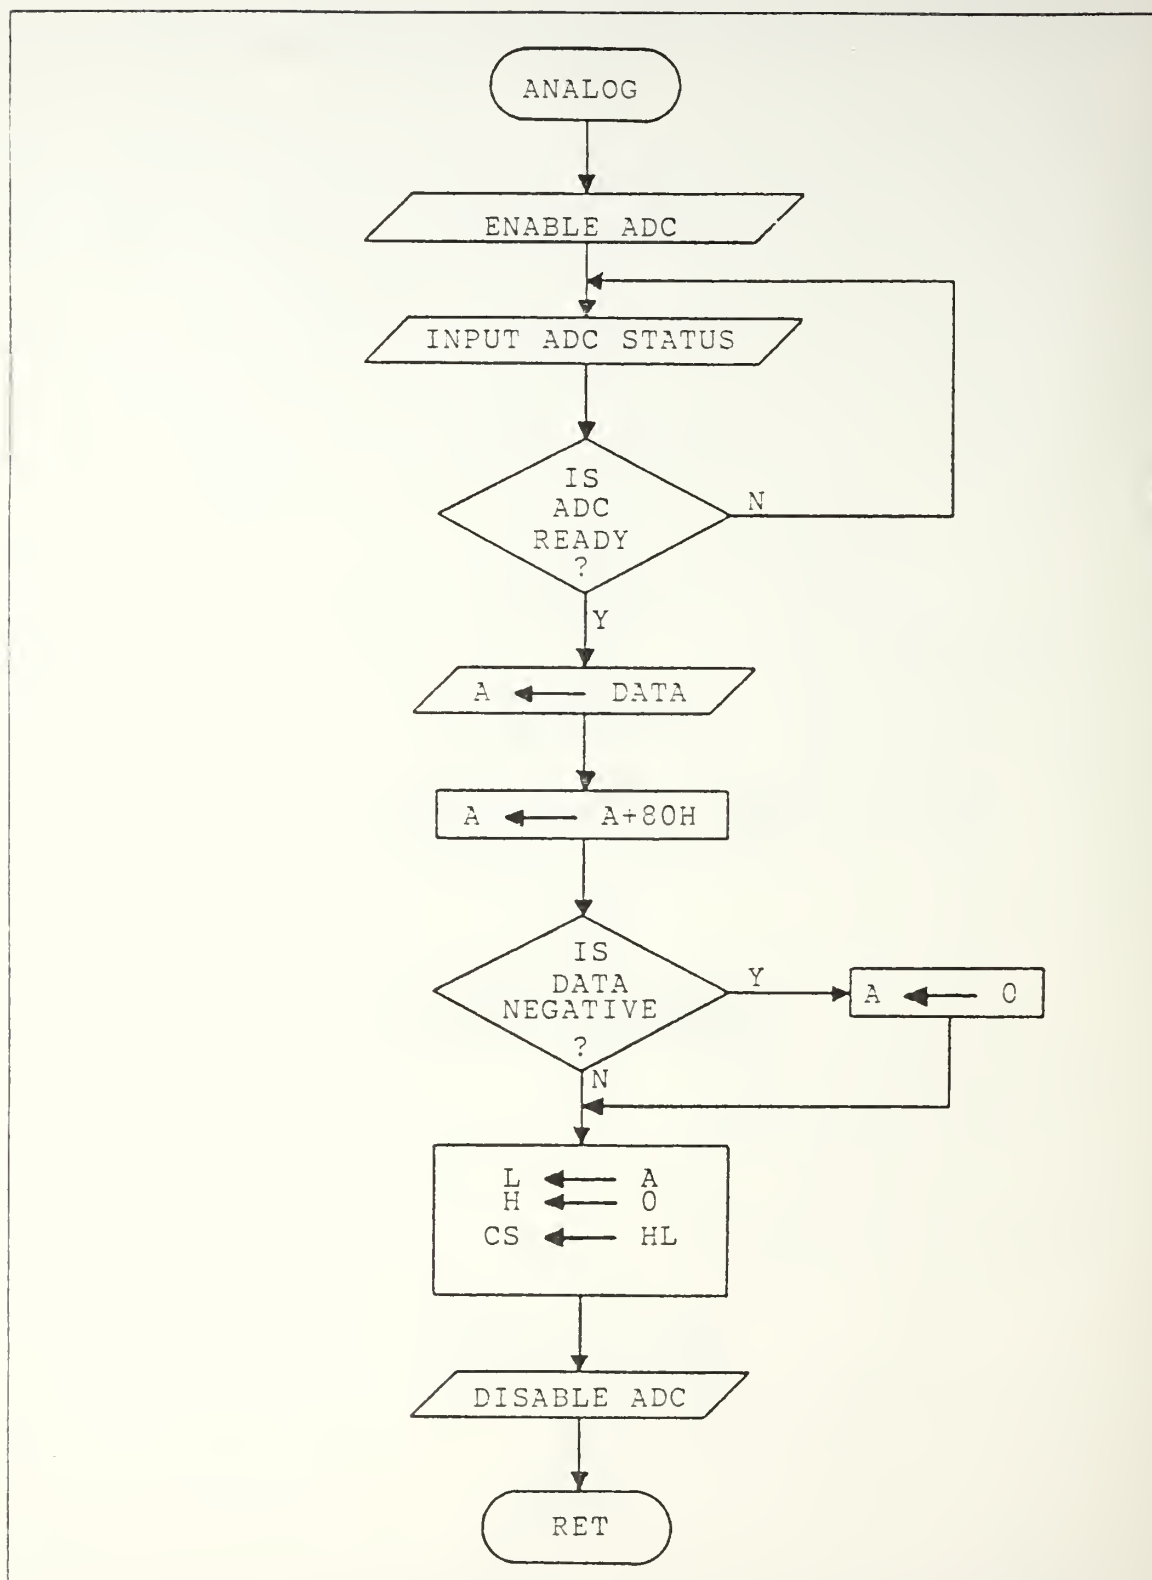 ANALOG
ENABLE ADC
INPUT ADC STATUS
IS
ADC
READY
?
N
Y
A ← DATA
A ← A+80H
IS
DATA
NEGATIVE
?
Y
A ← 0
N
L ← A
H ← 0
CS ← HL
DISABLE ADC
RET